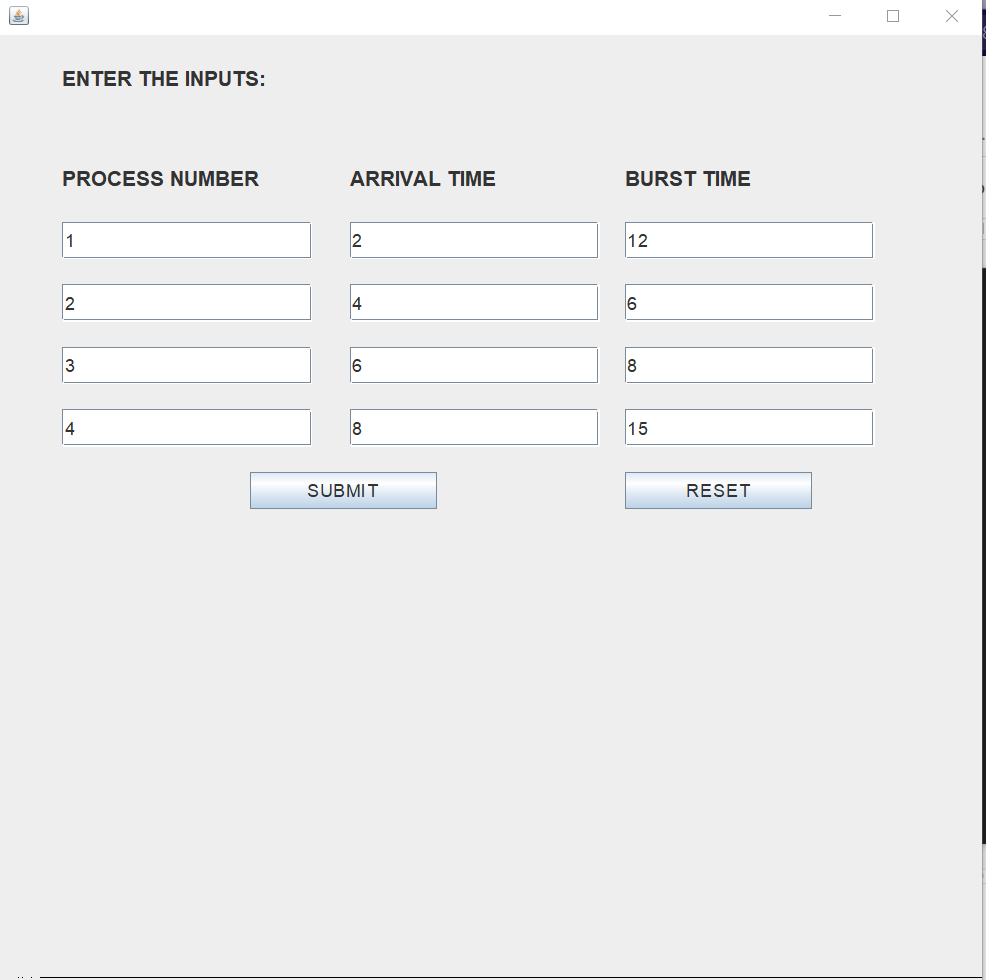 ENTER THE INPUTS:
PROCESS NUMBER ARRIVAL TIME BURST TIME
1 2 12
2 4 6
3 6 8
4 8 15
SUBMIT RESET